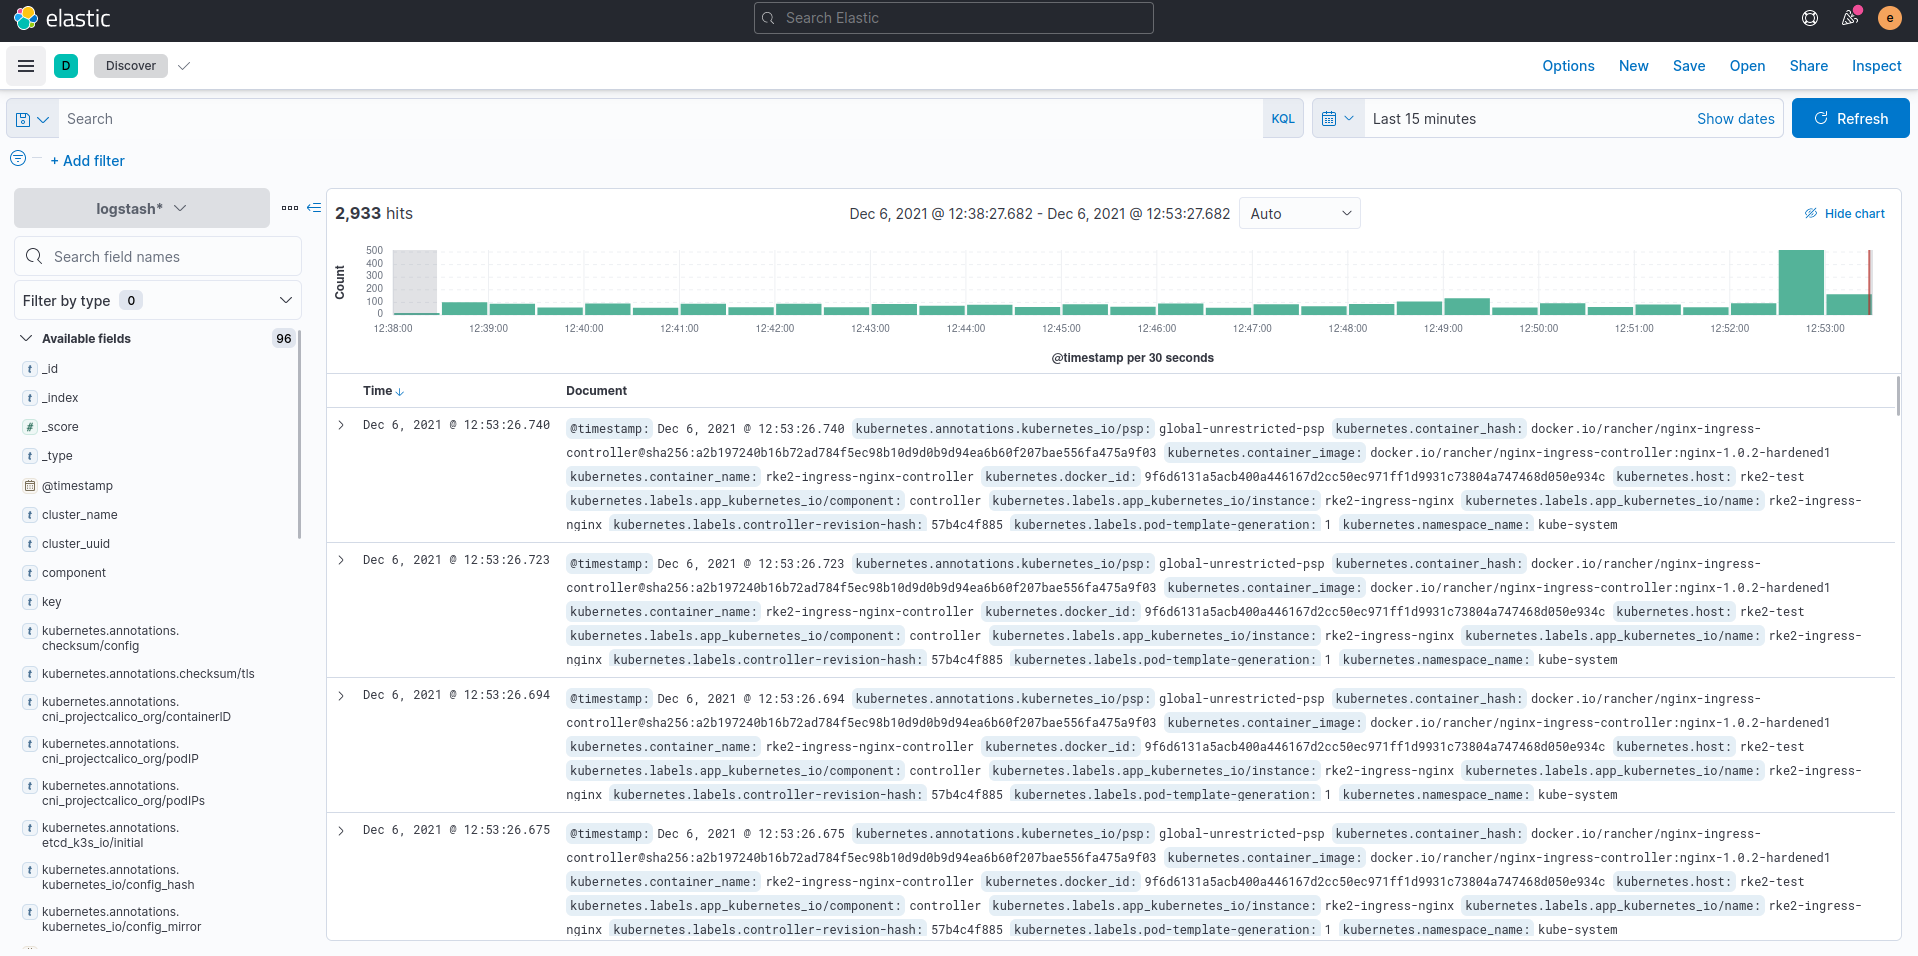 elastic
Search Elastic
e
D
Discover
Options New Save Open Share Inspect
Search
KQL
Last 15 minutes
Show dates
Refresh
+ Add filter
logstash*
Search field names
Filter by type 0
Available fields 96
t _id
t _index
# _score
t _type
@timestamp
t cluster_name
t cluster_uuid
t component
t key
t kubernetes.annotations.
checksum/config
t kubernetes.annotations.checksum/tls
t kubernetes.annotations.
cni_projectcalico_org/containerID
t kubernetes.annotations.
cni_projectcalico_org/podIP
t kubernetes.annotations.
cni_projectcalico_org/podIPs
t kubernetes.annotations.
etcd_k3s_io/initial
t kubernetes.annotations.
kubernetes_io/config_hash
t kubernetes.annotations.
kubernetes_io/config_mirror
2,933 hits
Dec 6, 2021 @ 12:38:27.682 - Dec 6, 2021 @ 12:53:27.682
Auto
Hide chart
Count
500
400
300
200
100
0
12:38:00 12:39:00 12:40:00 12:41:00 12:42:00 12:43:00 12:44:00 12:45:00 12:46:00 12:47:00 12:48:00 12:49:00 12:50:00 12:51:00 12:52:00 12:53:00
@timestamp per 30 seconds
Time Document
Dec 6, 2021 @ 12:53:26.740
@timestamp: Dec 6, 2021 @ 12:53:26.740 kubernetes.annotations.kubernetes_io/psp: global-unrestricted-psp kubernetes.container_hash: docker.io/rancher/nginx-ingress-
controller@sha256:a2b197240b16b72ad784f5ec98b10d9d0b9d94ea6b60f207bae556fa475a9f03 kubernetes.container_image: docker.io/rancher/nginx-ingress-controller:nginx-1.0.2-hardened1
kubernetes.container_name: rke2-ingress-nginx-controller kubernetes.docker_id: 9f6d6131a5acb400a446167d2cc50ec971ff1d9931c73804a747468d050e934c kubernetes.host: rke2-test
kubernetes.labels.app_kubernetes_io/component: controller kubernetes.labels.app_kubernetes_io/instance: rke2-ingress-nginx kubernetes.labels.app_kubernetes_io/name: rke2-ingress-
nginx kubernetes.labels.controller-revision-hash: 57b4c4f885 kubernetes.labels.pod-template-generation: 1 kubernetes.namespace_name: kube-system
Dec 6, 2021 @ 12:53:26.723
@timestamp: Dec 6, 2021 @ 12:53:26.723 kubernetes.annotations.kubernetes_io/psp: global-unrestricted-psp kubernetes.container_hash: docker.io/rancher/nginx-ingress-
controller@sha256:a2b197240b16b72ad784f5ec98b10d9d0b9d94ea6b60f207bae556fa475a9f03 kubernetes.container_image: docker.io/rancher/nginx-ingress-controller:nginx-1.0.2-hardened1
kubernetes.container_name: rke2-ingress-nginx-controller kubernetes.docker_id: 9f6d6131a5acb400a446167d2cc50ec971ff1d9931c73804a747468d050e934c kubernetes.host: rke2-test
kubernetes.labels.app_kubernetes_io/component: controller kubernetes.labels.app_kubernetes_io/instance: rke2-ingress-nginx kubernetes.labels.app_kubernetes_io/name: rke2-ingress-
nginx kubernetes.labels.controller-revision-hash: 57b4c4f885 kubernetes.labels.pod-template-generation: 1 kubernetes.namespace_name: kube-system
Dec 6, 2021 @ 12:53:26.694
@timestamp: Dec 6, 2021 @ 12:53:26.694 kubernetes.annotations.kubernetes_io/psp: global-unrestricted-psp kubernetes.container_hash: docker.io/rancher/nginx-ingress-
controller@sha256:a2b197240b16b72ad784f5ec98b10d9d0b9d94ea6b60f207bae556fa475a9f03 kubernetes.container_image: docker.io/rancher/nginx-ingress-controller:nginx-1.0.2-hardened1
kubernetes.container_name: rke2-ingress-nginx-controller kubernetes.docker_id: 9f6d6131a5acb400a446167d2cc50ec971ff1d9931c73804a747468d050e934c kubernetes.host: rke2-test
kubernetes.labels.app_kubernetes_io/component: controller kubernetes.labels.app_kubernetes_io/instance: rke2-ingress-nginx kubernetes.labels.app_kubernetes_io/name: rke2-ingress-
nginx kubernetes.labels.controller-revision-hash: 57b4c4f885 kubernetes.labels.pod-template-generation: 1 kubernetes.namespace_name: kube-system
Dec 6, 2021 @ 12:53:26.675
@timestamp: Dec 6, 2021 @ 12:53:26.675 kubernetes.annotations.kubernetes_io/psp: global-unrestricted-psp kubernetes.container_hash: docker.io/rancher/nginx-ingress-
controller@sha256:a2b197240b16b72ad784f5ec98b10d9d0b9d94ea6b60f207bae556fa475a9f03 kubernetes.container_image: docker.io/rancher/nginx-ingress-controller:nginx-1.0.2-hardened1
kubernetes.container_name: rke2-ingress-nginx-controller kubernetes.docker_id: 9f6d6131a5acb400a446167d2cc50ec971ff1d9931c73804a747468d050e934c kubernetes.host: rke2-test
kubernetes.labels.app_kubernetes_io/component: controller kubernetes.labels.app_kubernetes_io/instance: rke2-ingress-nginx kubernetes.labels.app_kubernetes_io/name: rke2-ingress-
nginx kubernetes.labels.controller-revision-hash: 57b4c4f885 kubernetes.labels.pod-template-generation: 1 kubernetes.namespace_name: kube-system